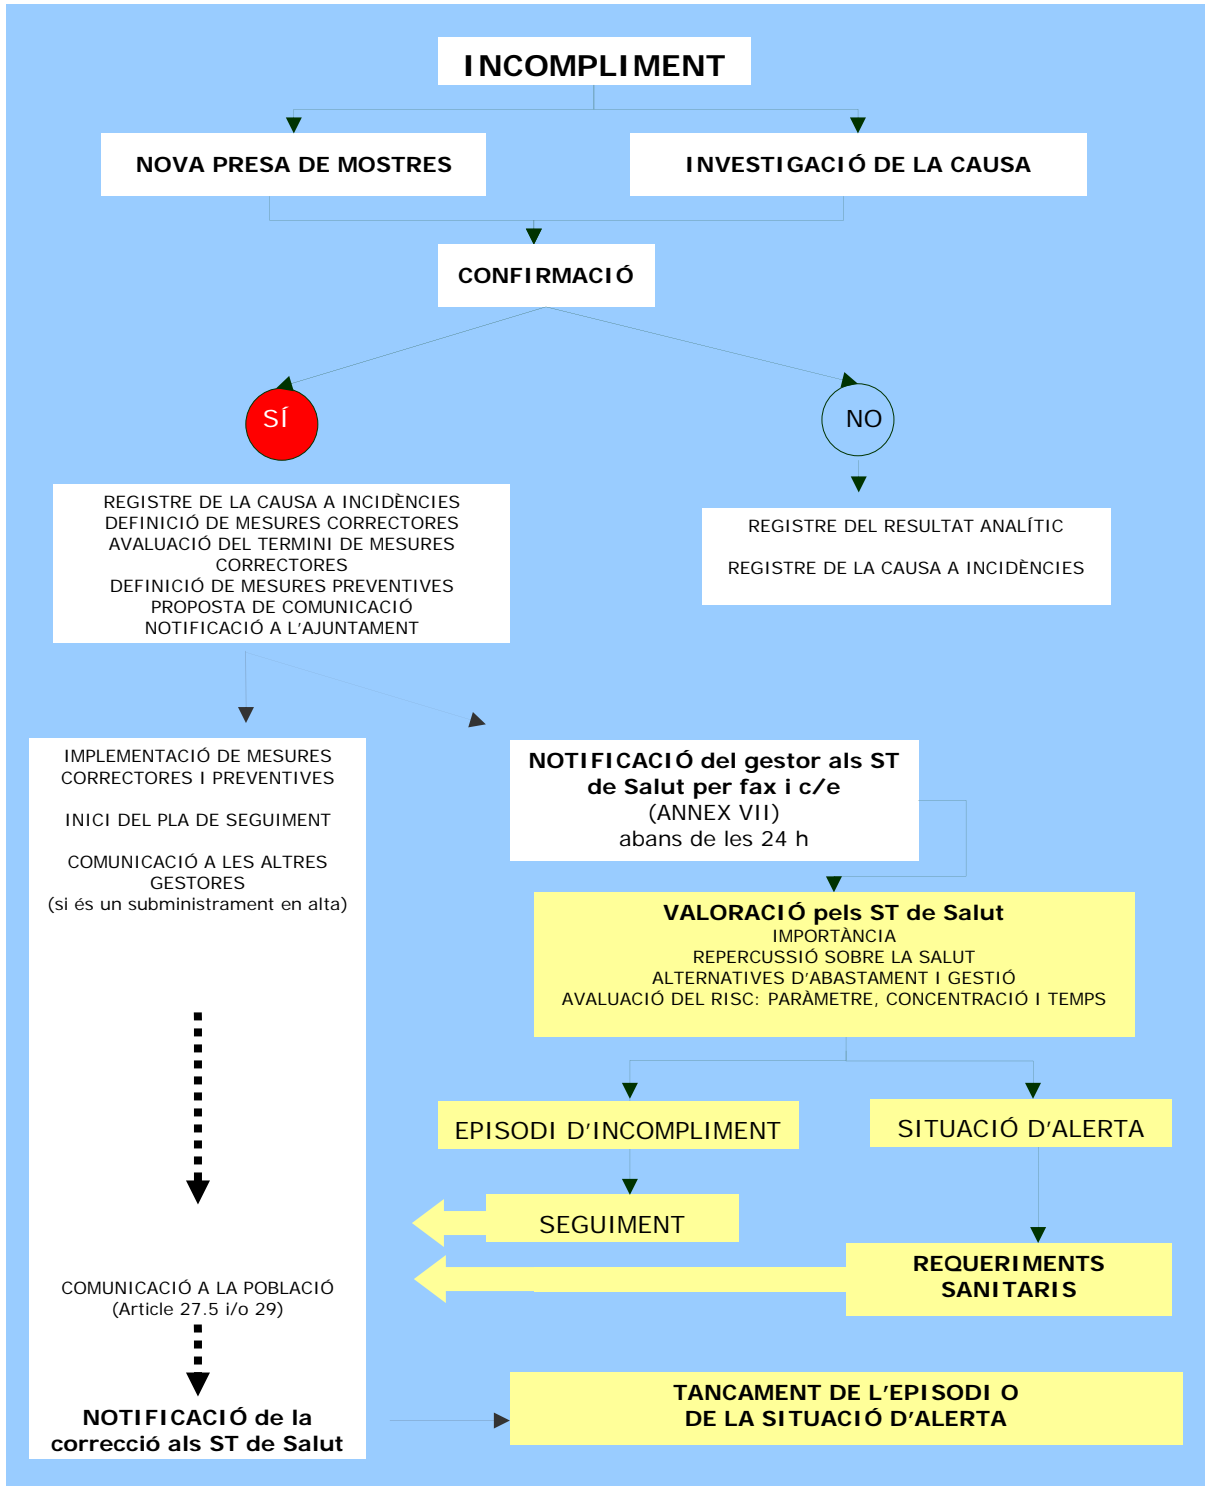 INCOMPLIMENT
NOVA PRESA DE MOSTRES
INVESTIGACIÓ DE LA CAUSA
CONFIRMACIÓ
SÍ
NO
REGISTRE DE LA CAUSA A INCIDÈNCIES
DEFINICIÓ DE MESURES CORRECTORES
AVALUACIÓ DEL TERMINI DE MESURES
CORRECTORES
DEFINICIÓ DE MESURES PREVENTIVES
PROPOSTA DE COMUNICACIÓ
NOTIFICACIÓ A L'AJUNTAMENT
REGISTRE DEL RESULTAT ANALÍTIC
REGISTRE DE LA CAUSA A INCIDÈNCIES
IMPLEMENTACIÓ DE MESURES
CORRECTORES I PREVENTIVES
INICI DEL PLA DE SEGUIMENT
COMUNICACIÓ A LES ALTRES
GESTORES
(si és un subministrament en alta)
NOTIFICACIÓ del gestor als ST
de Salut per fax i c/e
(ANNEX VII)
abans de les 24 h
VALORACIÓ pels ST de Salut
IMPORTÀNCIA
REPERCUSSIÓ SOBRE LA SALUT
ALTERNATIVES D'ABASTAMENT I GESTIÓ
AVALUACIÓ DEL RISC: PARÀMETRE, CONCENTRACIÓ I TEMPS
EPISODI D'INCOMPLIMENT
SITUACIÓ D'ALERTA
SEGUIMENT
REQUERIMENTS
SANITARIS
COMUNICACIÓ A LA POBLACIÓ
(Article 27.5 i/o 29)
NOTIFICACIÓ de la
correcció als ST de Salut
TANCAMENT DE L'EPISODI O
DE LA SITUACIÓ D'ALERTA